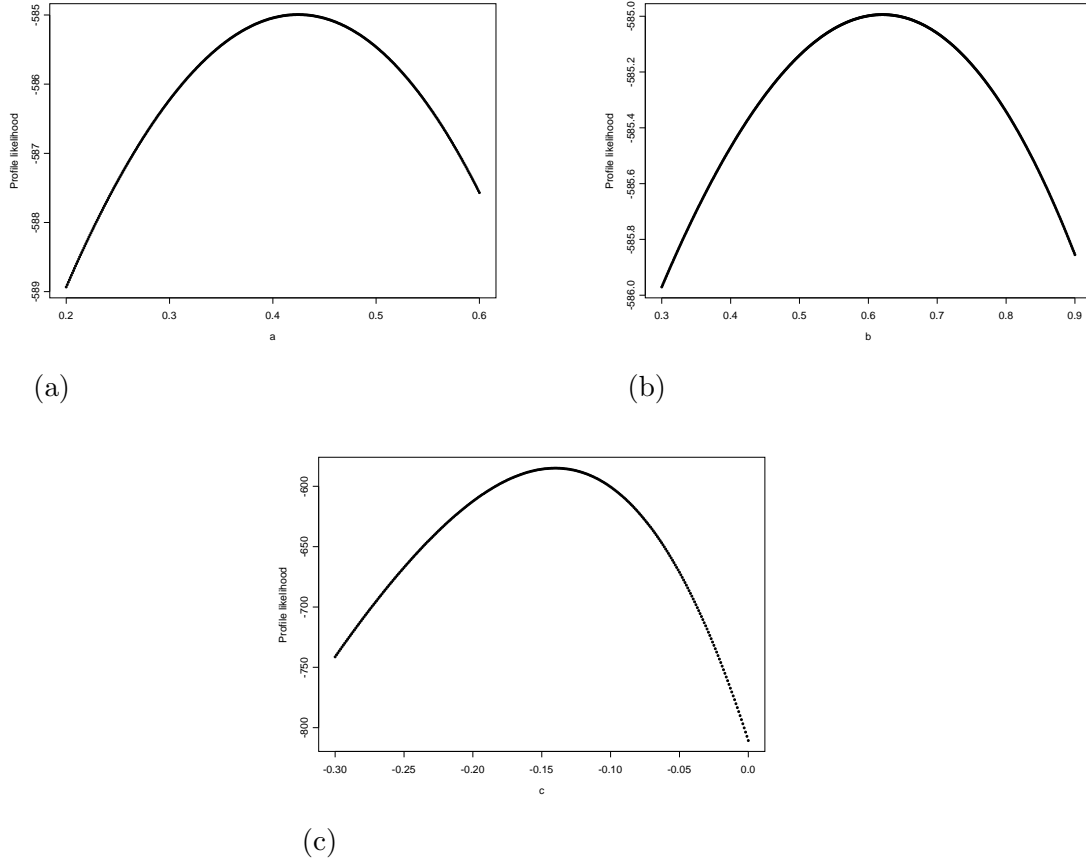 -589 -588 -587 -586 -585
Profile likelihood
0.2 0.3 0.4 0.5 0.6
a
(a)
-586.0 -585.8 -585.6 -585.4 -585.2 -585.0
Profile likelihood
0.3 0.4 0.5 0.6 0.7 0.8 0.9
b
(b)
-800 -750 -700 -650 -600
Profile likelihood
-0.30 -0.25 -0.20 -0.15 -0.10 -0.05 0.0
c
(c)